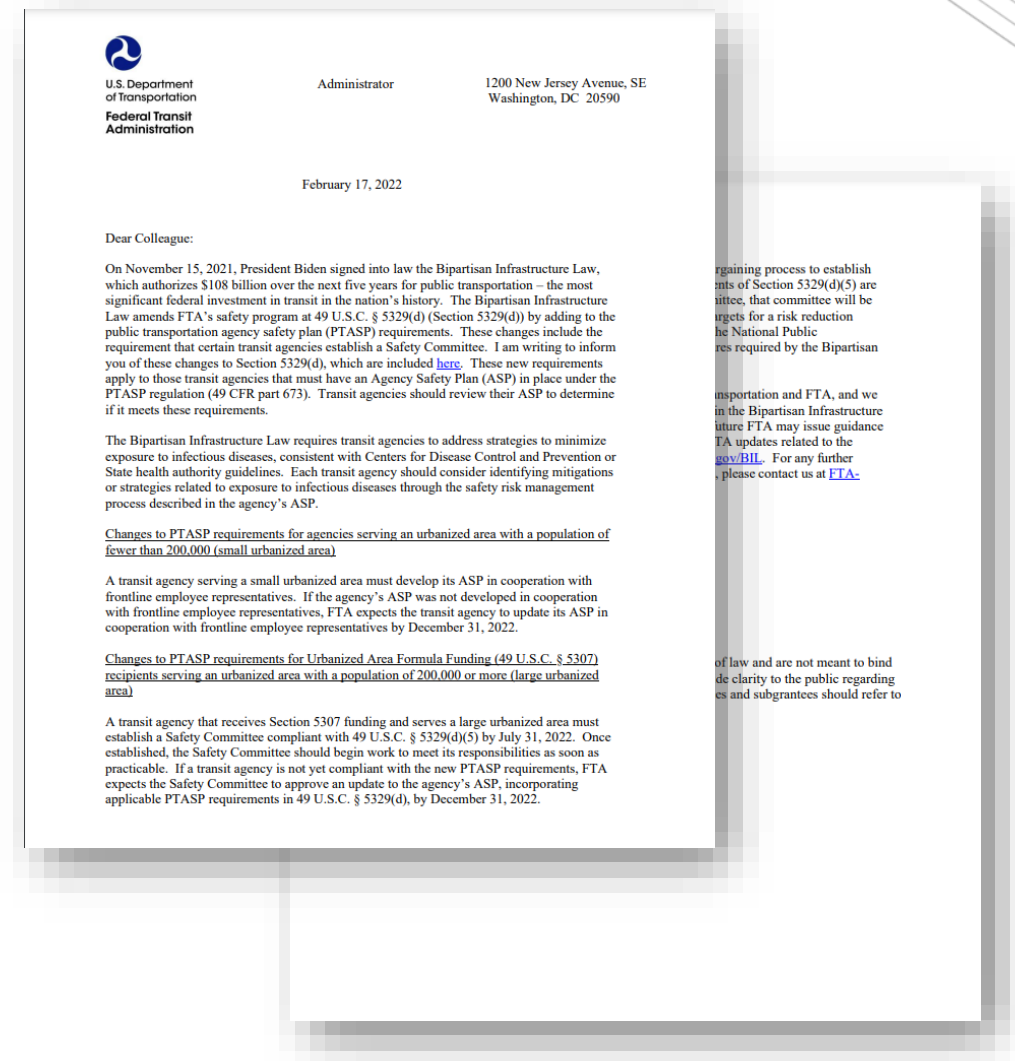 U.S. Department
of Transportation
Federal Transit
Administration
Administrator
1200 New Jersey Avenue, SE
Washington, DC 20590
February 17, 2022
Dear Colleague:
On November 15, 2021, President Biden signed into law the Bipartisan Infrastructure Law,
which authorizes $108 billion over the next five years for public transportation – the most
significant federal investment in transit in the nation's history. The Bipartisan Infrastructure
Law amends FTA's safety program at 49 U.S.C. § 5329(d) (Section 5329(d)) by adding to the
public transportation agency safety plan (PTASP) requirements. These changes include the
requirement that certain transit agencies establish a Safety Committee. I am writing to inform
you of these changes to Section 5329(d), which are included here. These new requirements
apply to those transit agencies that must have an Agency Safety Plan (ASP) in place under the
PTASP regulation (49 CFR part 673). Transit agencies should review their ASP to determine
if it meets these requirements.
The Bipartisan Infrastructure Law requires transit agencies to address strategies to minimize
exposure to infectious diseases, consistent with Centers for Disease Control and Prevention or
State health authority guidelines. Each transit agency should consider identifying mitigations
or strategies related to exposure to infectious diseases through the safety risk management
process described in the agency's ASP.
Changes to PTASP requirements for agencies serving an urbanized area with a population of
fewer than 200,000 (small urbanized area)
A transit agency serving a small urbanized area must develop its ASP in cooperation with
frontline employee representatives. If the agency's ASP was not developed in cooperation
with frontline employee representatives, FTA expects the transit agency to update its ASP in
cooperation with frontline employee representatives by December 31, 2022.
Changes to PTASP requirements for Urbanized Area Formula Funding (49 U.S.C. § 5307)
recipients serving an urbanized area with a population of 200,000 or more (large urbanized
area)
A transit agency that receives Section 5307 funding and serves a large urbanized area must
establish a Safety Committee compliant with 49 U.S.C. § 5329(d)(5) by July 31, 2022. Once
established, the Safety Committee should begin work to meet its responsibilities as soon as
practicable. If a transit agency is not yet compliant with the new PTASP requirements, FTA
expects the Safety Committee to approve an update to the agency's ASP, incorporating
applicable PTASP requirements in 49 U.S.C. § 5329(d), by December 31, 2022.
rgaining process to establish
ents of Section 5329(d)(5) are
ittee, that committee will be
rgets for a risk reduction
he National Public
res required by the Bipartisan
nsportation and FTA, and we
in the Bipartisan Infrastructure
uture FTA may issue guidance
TA updates related to the
gov/BIL. For any further
, please contact us at FTA-
of law and are not meant to bind
de clarity to the public regarding
es and subgrantees should refer to